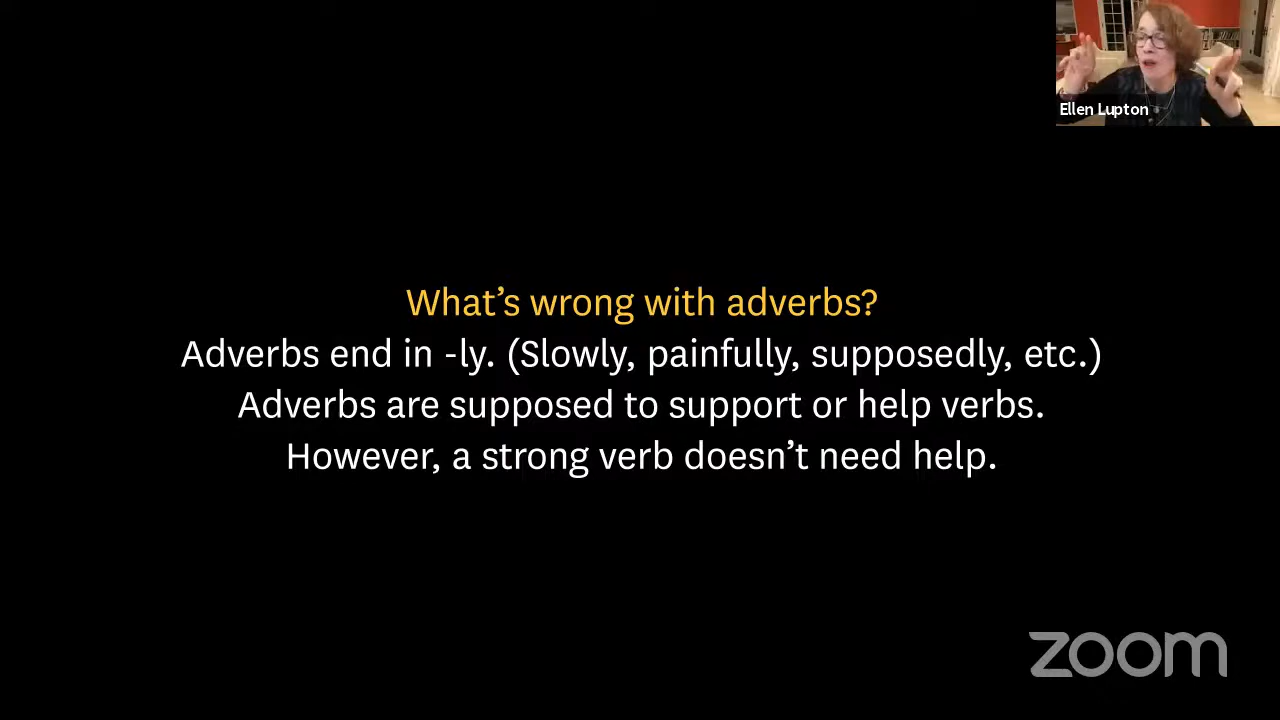 Ellen Lupton
What’s wrong with adverbs?
Adverbs end in -ly. (Slowly, painfully, supposedly, etc.)
Adverbs are supposed to support or help verbs.
However, a strong verb doesn’t need help.
zoom